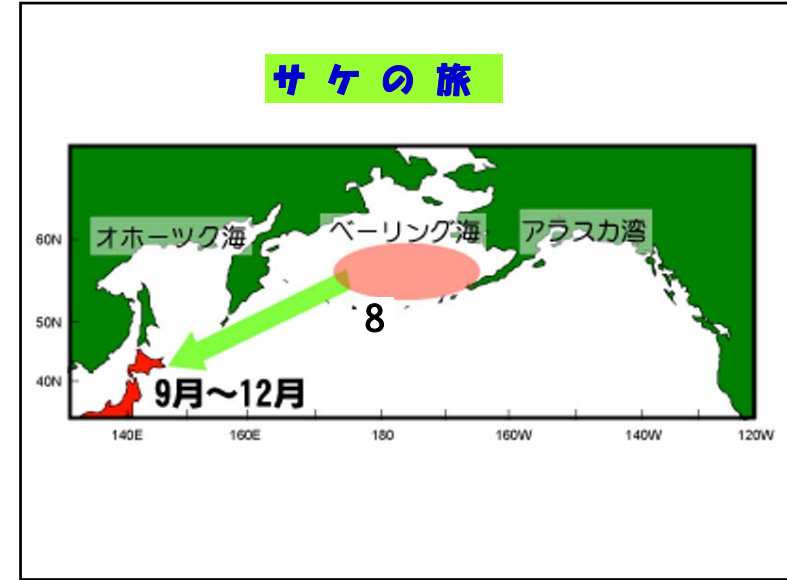 サケの旅
オホーツク海
ベーリング海
アラスカ湾
60N
50N
40N
8
9月～12月
140E
160E
180
160W
140W
120W